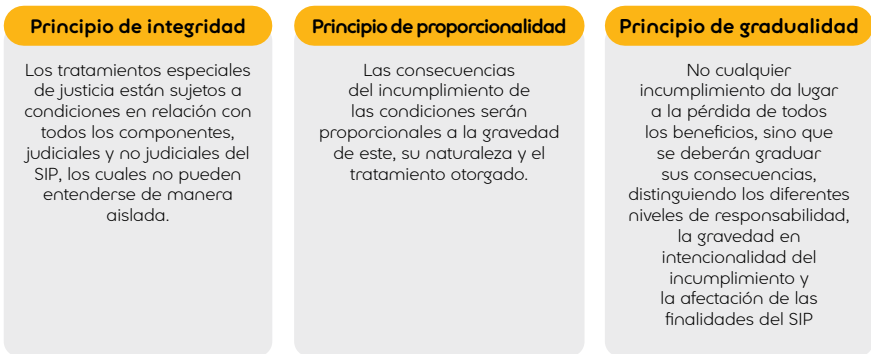 Principio de integridad
Los tratamientos especiales
de justicia están sujetos a
condiciones en relación con
todos los componentes,
judiciales y no judiciales del
SIP, los cuales no pueden
entenderse de manera
aislada.
Principio de proporcionalidad
Las consecuencias
del incumplimiento de
las condiciones serán
proporcionales a la gravedad
de este, su naturaleza y el
tratamiento otorgado.
Principio de gradualidad
No cualquier
incumplimiento da lugar
a la pérdida de todos
los beneficios, sino que
se deberán graduar
sus consecuencias,
distinguiendo los diferentes
niveles de responsabilidad,
la gravedad en
intencionalidad del
incumplimiento y
la afectación de las
finalidades del SIP